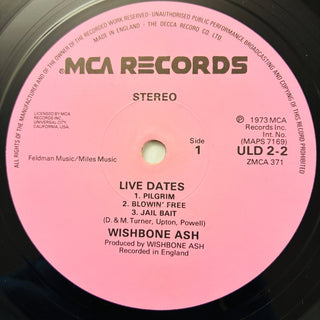 ALL RIGHTS OF THE MANUFACTURER AND OF THE OWNER OF THE RECORDED WORK RESERVED - UNAUTHORISED PUBLIC PERFORMANCE BROADCASTING AND COPYING OF THIS RECORD PROHIBITED
MADE IN ENGLAND - THE DECCA RECORD CO LTD
MCA RECORDS
STEREO
LICENSED BY MCA
RECORDS INC.
UNIVERSAL CITY,
CALIFORNIA, USA.
Feldman Music/Miles Music
Side
1
℗ 1973 MCA
Records Inc.
Int. No.
(MAPS 7169)
ULD 2-2
ZMCA 371
LIVE DATES
1. PILGRIM
2. BLOWIN' FREE
3. JAIL BAIT
(D. & M. Turner, Upton, Powell)
WISHBONE ASH
Produced by WISHBONE ASH
Recorded in England